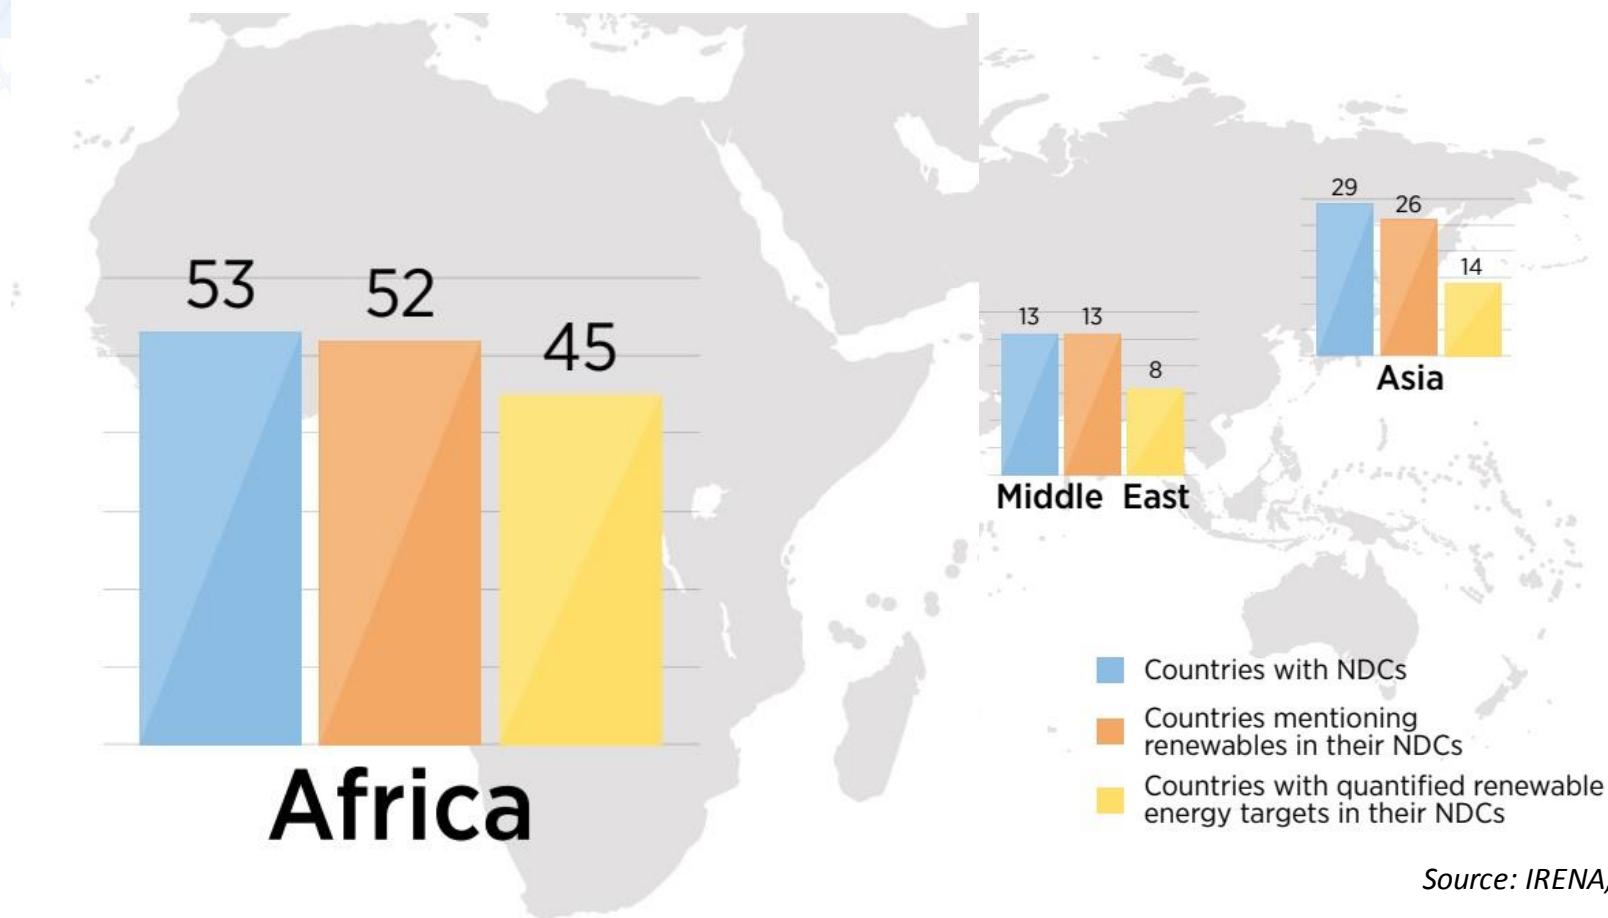 53
52
45
Africa
13
13
8
Middle East
29
26
14
Asia
Countries with NDCs
Countries mentioning
renewables in their NDCs
Countries with quantified renewable
energy targets in their NDCs
Source: IRENA,